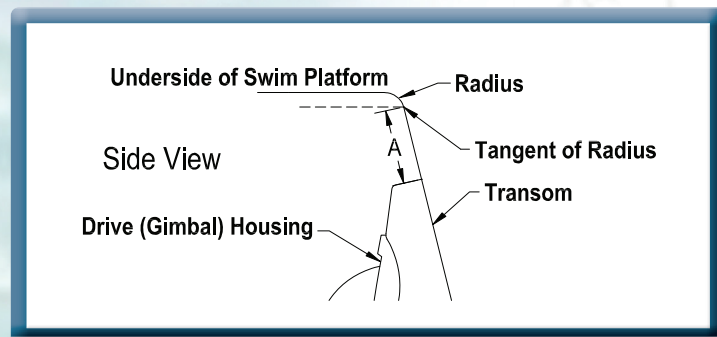 Underside of Swim Platform
Radius
A
Tangent of Radius
Side View
Transom
Drive (Gimbal) Housing